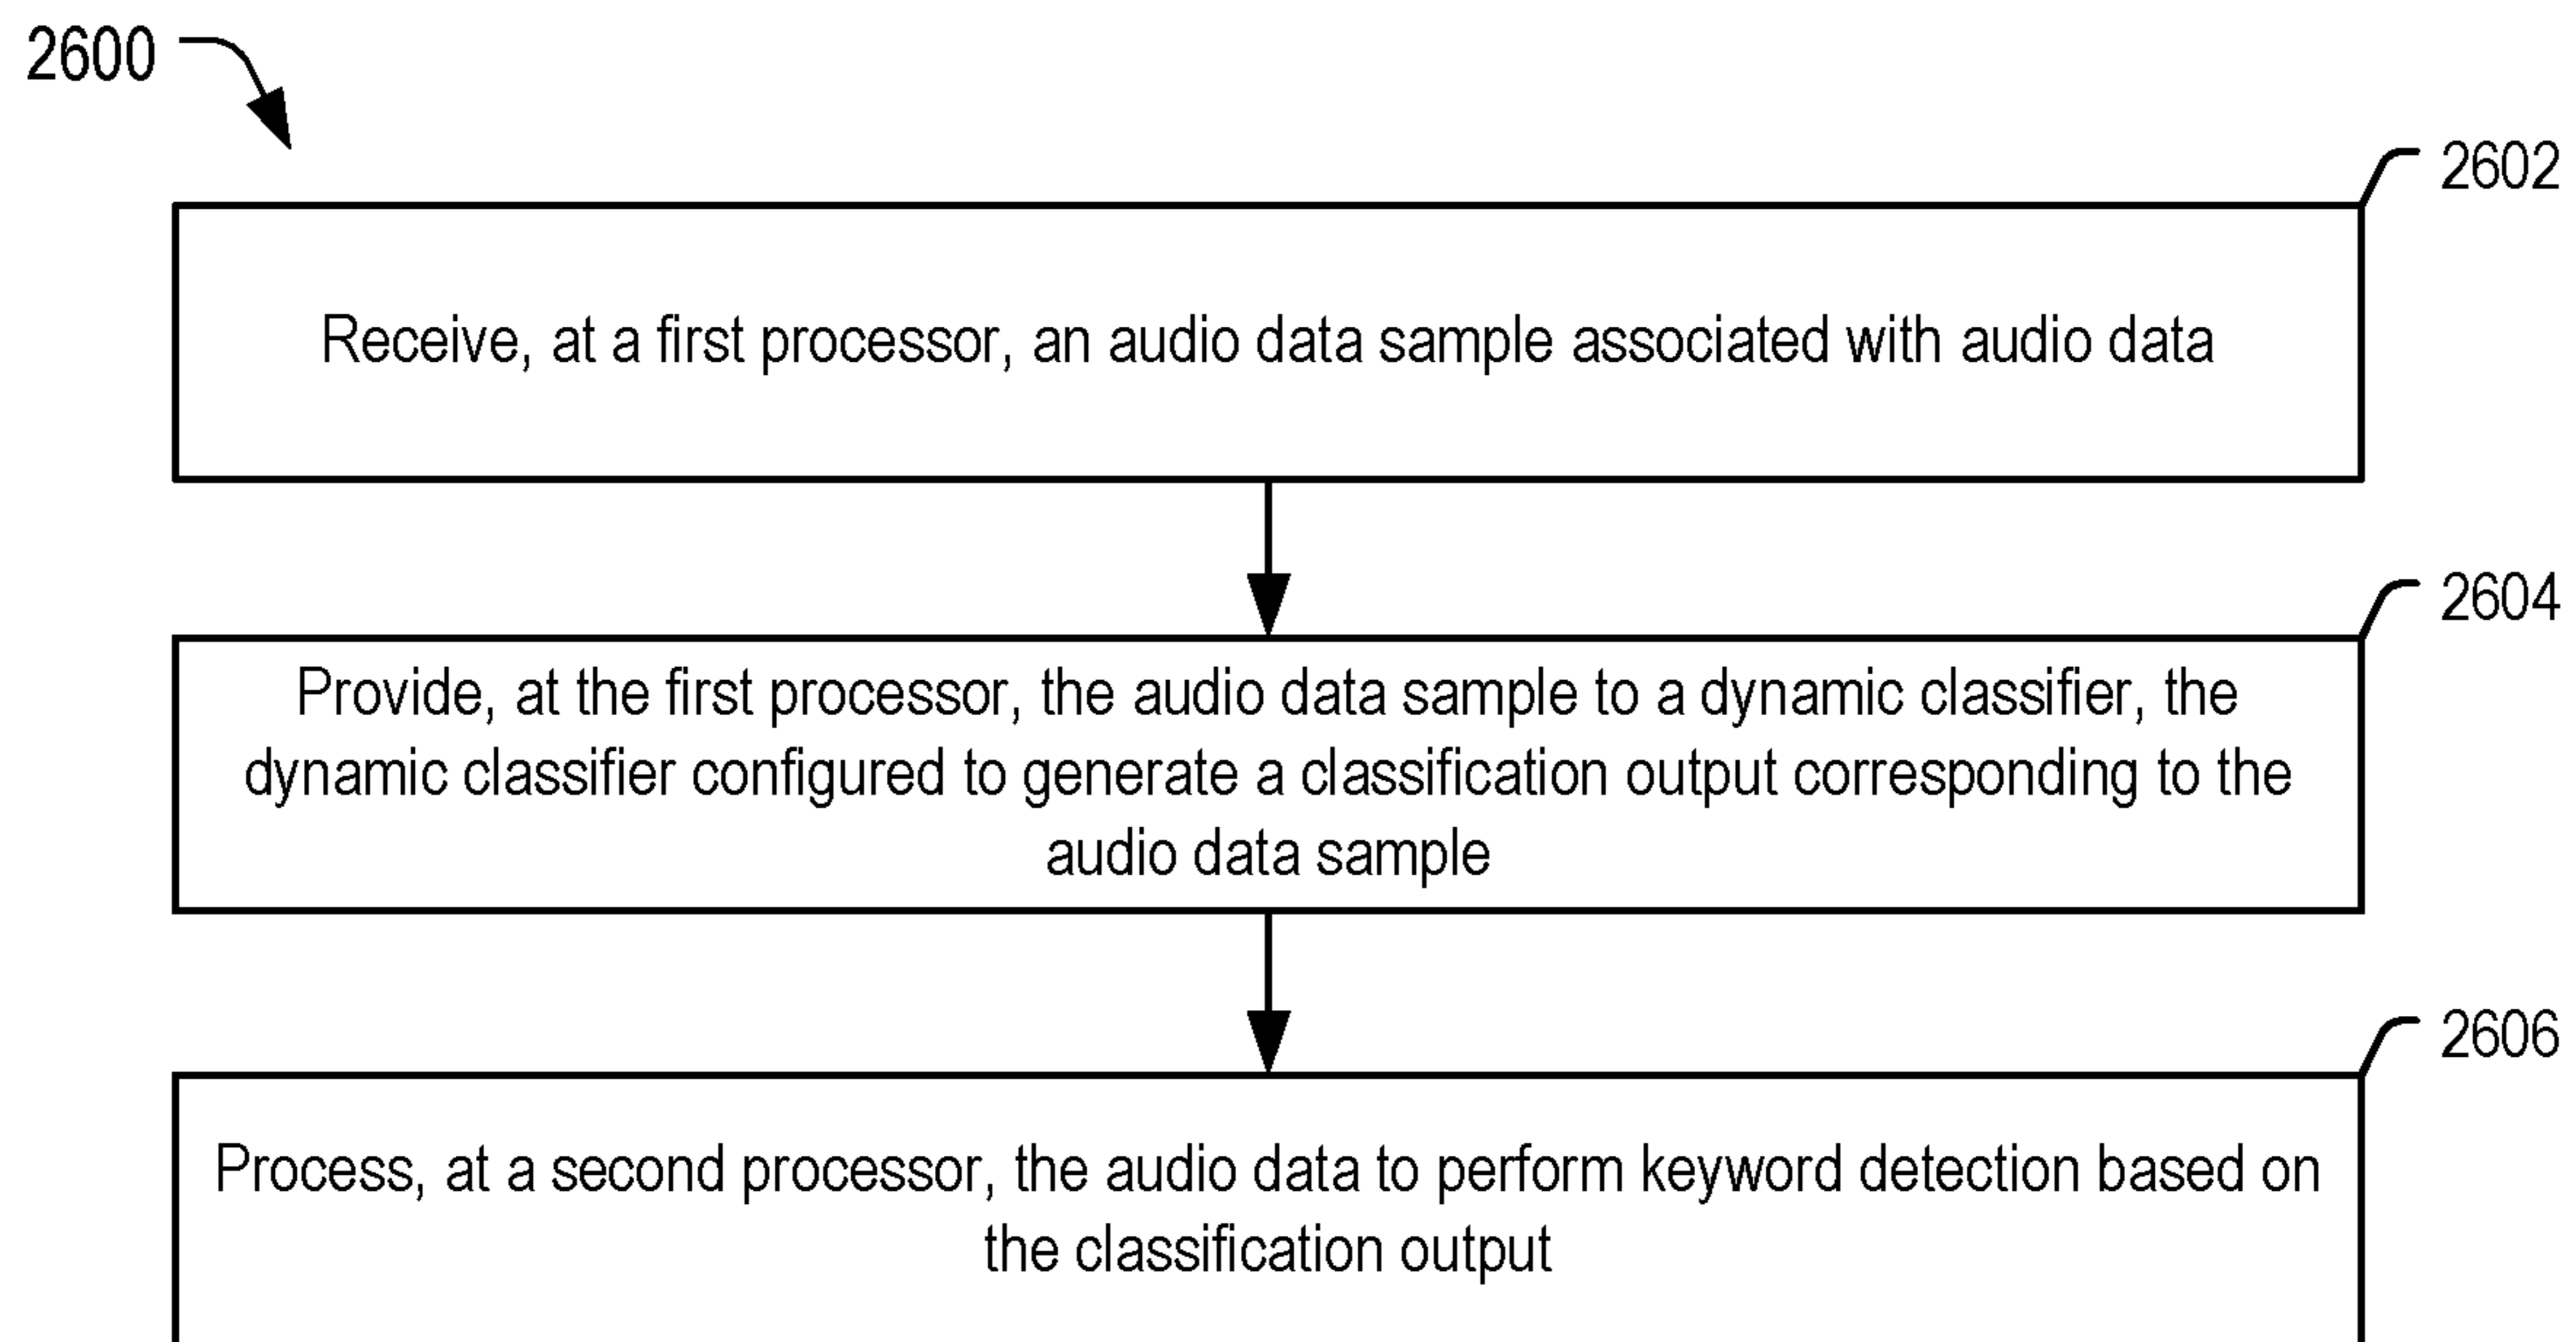 2600
2602
Receive, at a first processor, an audio data sample associated with audio data
2604
Provide, at the first processor, the audio data sample to a dynamic classifier, the
dynamic classifier configured to generate a classification output corresponding to the
audio data sample
2606
Process, at a second processor, the audio data to perform keyword detection based on
the classification output